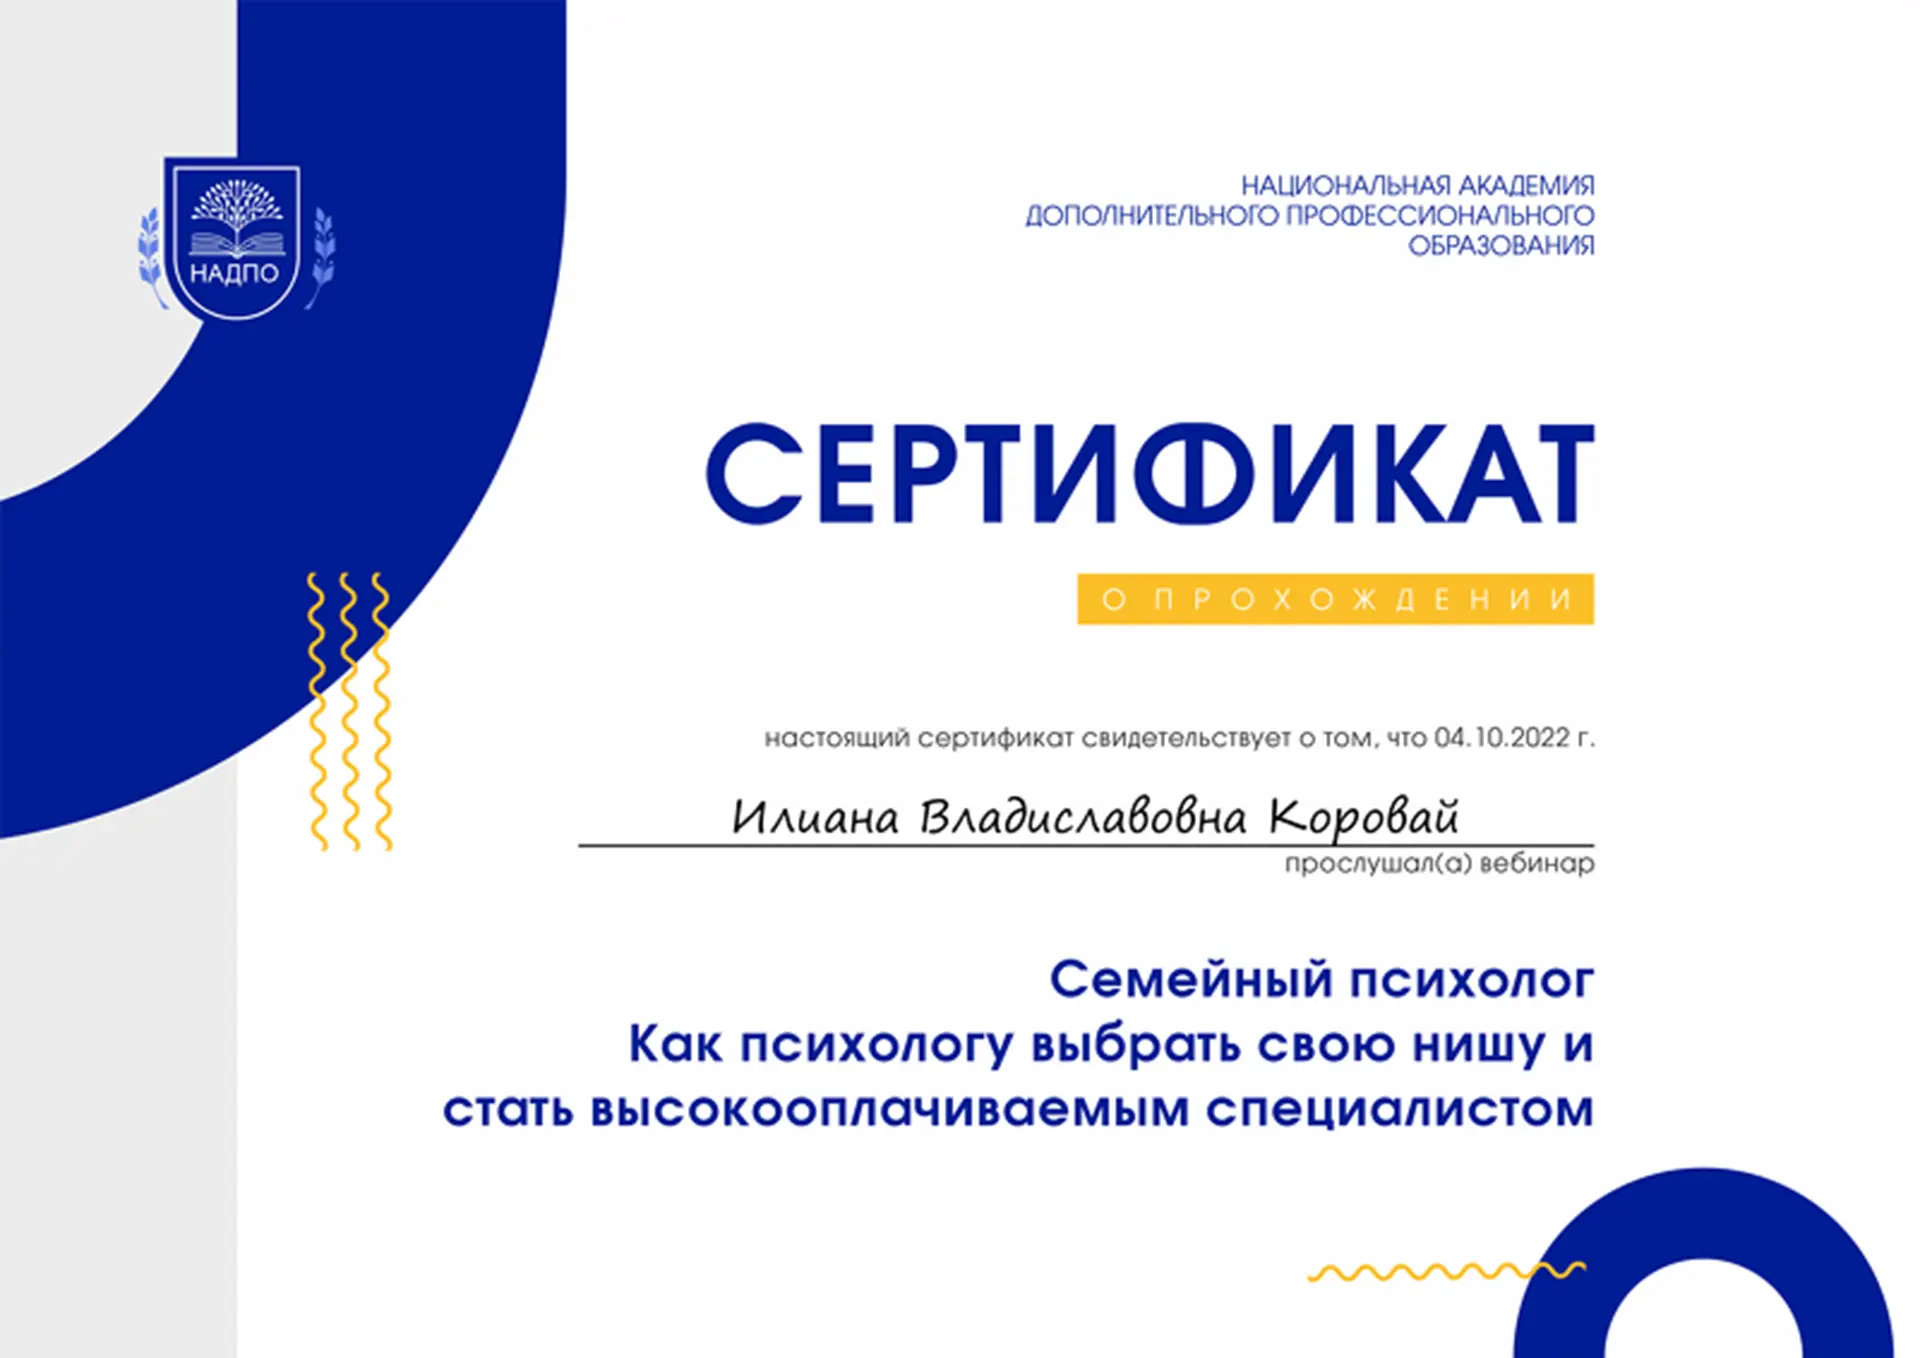 НАДПО
НАЦИОНАЛЬНАЯ АКАДЕМИЯ
ДОПОЛНИТЕЛЬНОГО ПРОФЕССИОНАЛЬНОГО
ОБРАЗОВАНИЯ
СЕРТИФИКАТ
О ПРОХОЖДЕНИИ
настоящий сертификат свидетельствует о том, что 04.10.2022 г.
Илиана Владиславовна Коровай
прослушал(а) вебинар
Семейный психолог
Как психологу выбрать свою нишу и
стать высокооплачиваемым специалистом